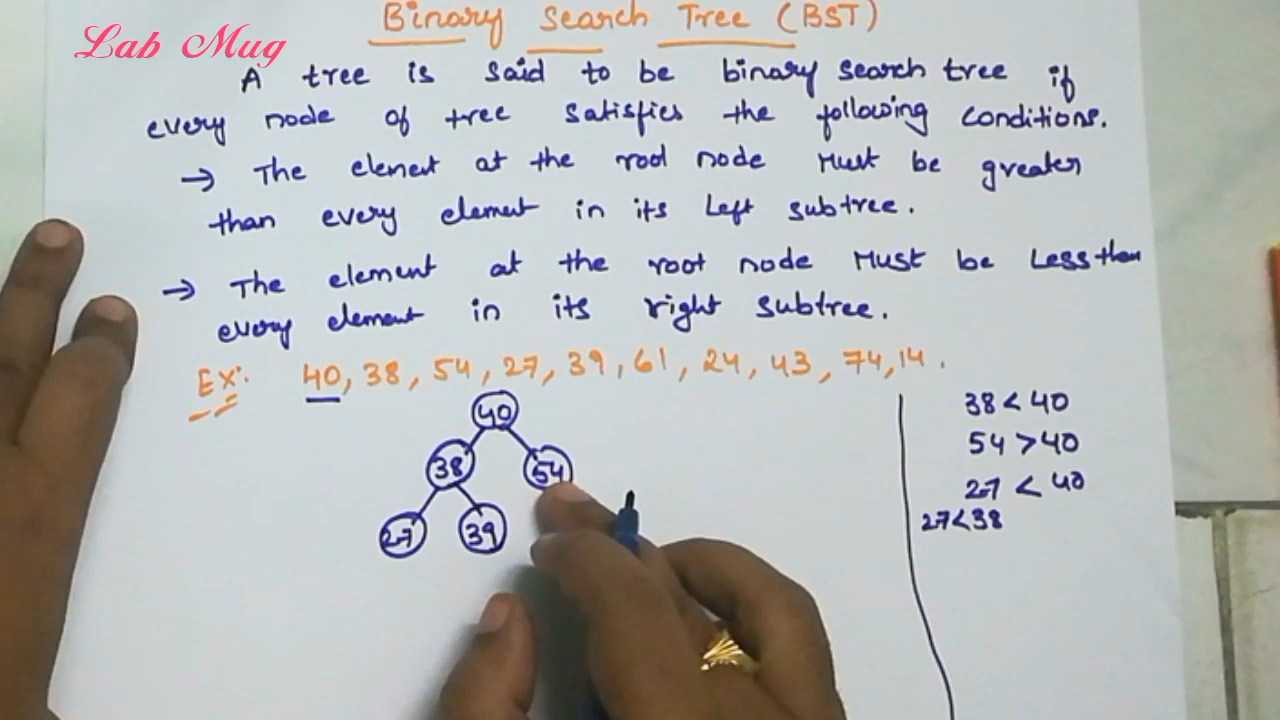 Binary Search Tree (BST)
Lab Mug
A tree is said to be binary search tree if
every node of tree satisfies the following conditions.
→ The element at the root node Must be greater
than every element in its Left subtree.
→ The element at the root node Must be Less than
every element in its right subtree.
Ex: 40, 38, 54, 27, 39, 61, 24, 43, 74, 14.
40
38 54
27 39
38 < 40
54 > 40
27 < 40
27 < 38